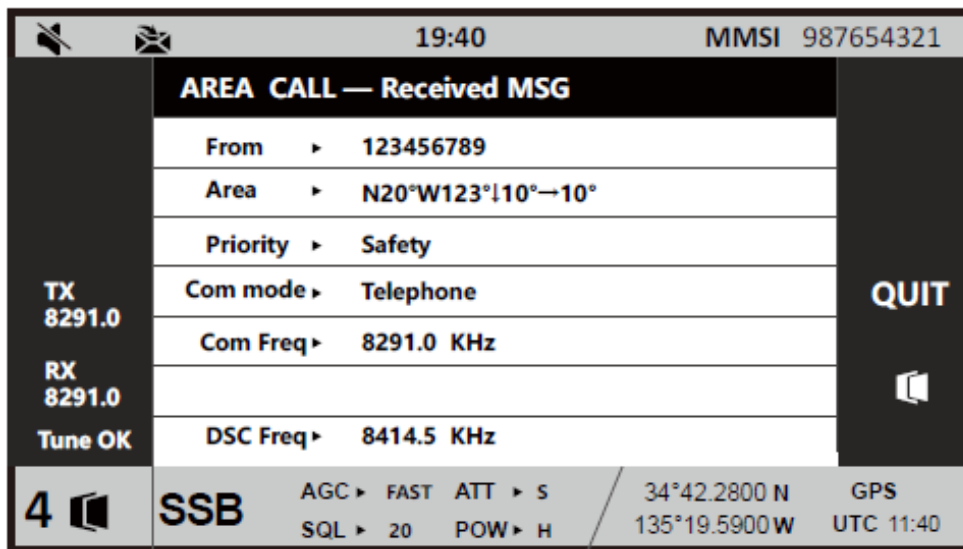 19:40 MMSI 987654321
AREA CALL — Received MSG
From ▸ 123456789
Area ▸ N20°W123°↓10°→10°
Priority ▸ Safety
Com mode ▸ Telephone
Com Freq ▸ 8291.0 KHz
DSC Freq ▸ 8414.5 KHz
TX
8291.0
RX
8291.0
Tune OK
QUIT
4 SSB
AGC ▸ FAST ATT ▸ S
SQL ▸ 20 POW ▸ H
34°42.2800 N
135°19.5900 W
GPS
UTC 11:40